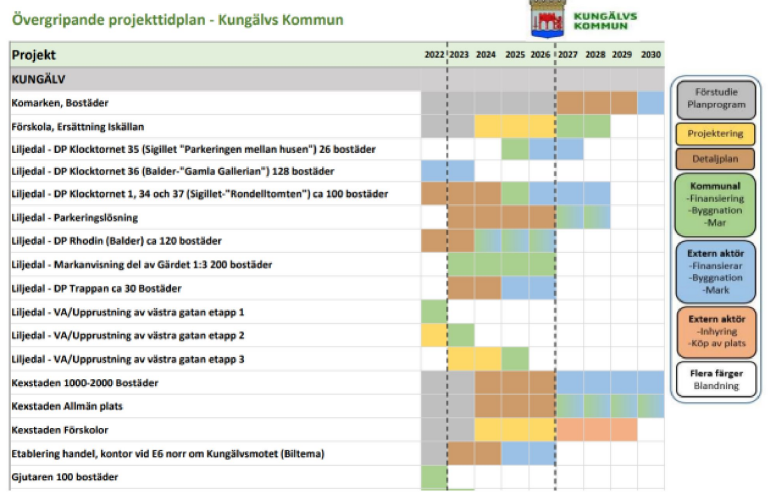 Övergripande projekttidplan - Kungälvs Kommun
KUNGÄLVS
KOMMUN
Projekt 2022 2023 2024 2025 2026 2027 2028 2029 2030
KUNGÄLV
Komarken, Bostäder
Förskola, Ersättning Iskällan
Liljedal - DP Klocktornet 35 (Sigillet "Parkeringen mellan husen") 26 bostäder
Liljedal - DP Klocktornet 36 (Balder-"Gamla Gallerian") 128 bostäder
Liljedal - DP Klocktornet 1, 34 och 37 (Sigillet-"Rondelltomten") ca 100 bostäder
Liljedal - Parkeringslösning
Liljedal - DP Rhodin (Balder) ca 120 bostäder
Liljedal - Markanvisning del av Gärdet 1:3 200 bostäder
Liljedal - DP Trappan ca 30 Bostäder
Liljedal - VA/Upprustning av västra gatan etapp 1
Liljedal - VA/Upprustning av västra gatan etapp 2
Liljedal - VA/Upprustning av västra gatan etapp 3
Kexstaden 1000-2000 Bostäder
Kexstaden Allmän plats
Kexstaden Förskolor
Etablering handel, kontor vid E6 norr om Kungälvsmotet (Biltema)
Gjutaren 100 bostäder
Förstudie
Planprogram
Projektering
Detaljplan
Kommunal
-Finansiering
-Byggnation
-Mar
Extern aktör
-Finansierar
-Byggnation
-Mark
Extern aktör
-Inhyring
-Köp av plats
Flera färger
Blandning